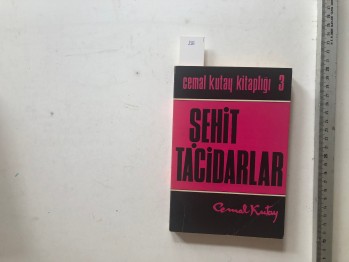 cemal kutay kitaplığı 3
ŞEHİT
TÂCİDARLAR
Cemal Kutay